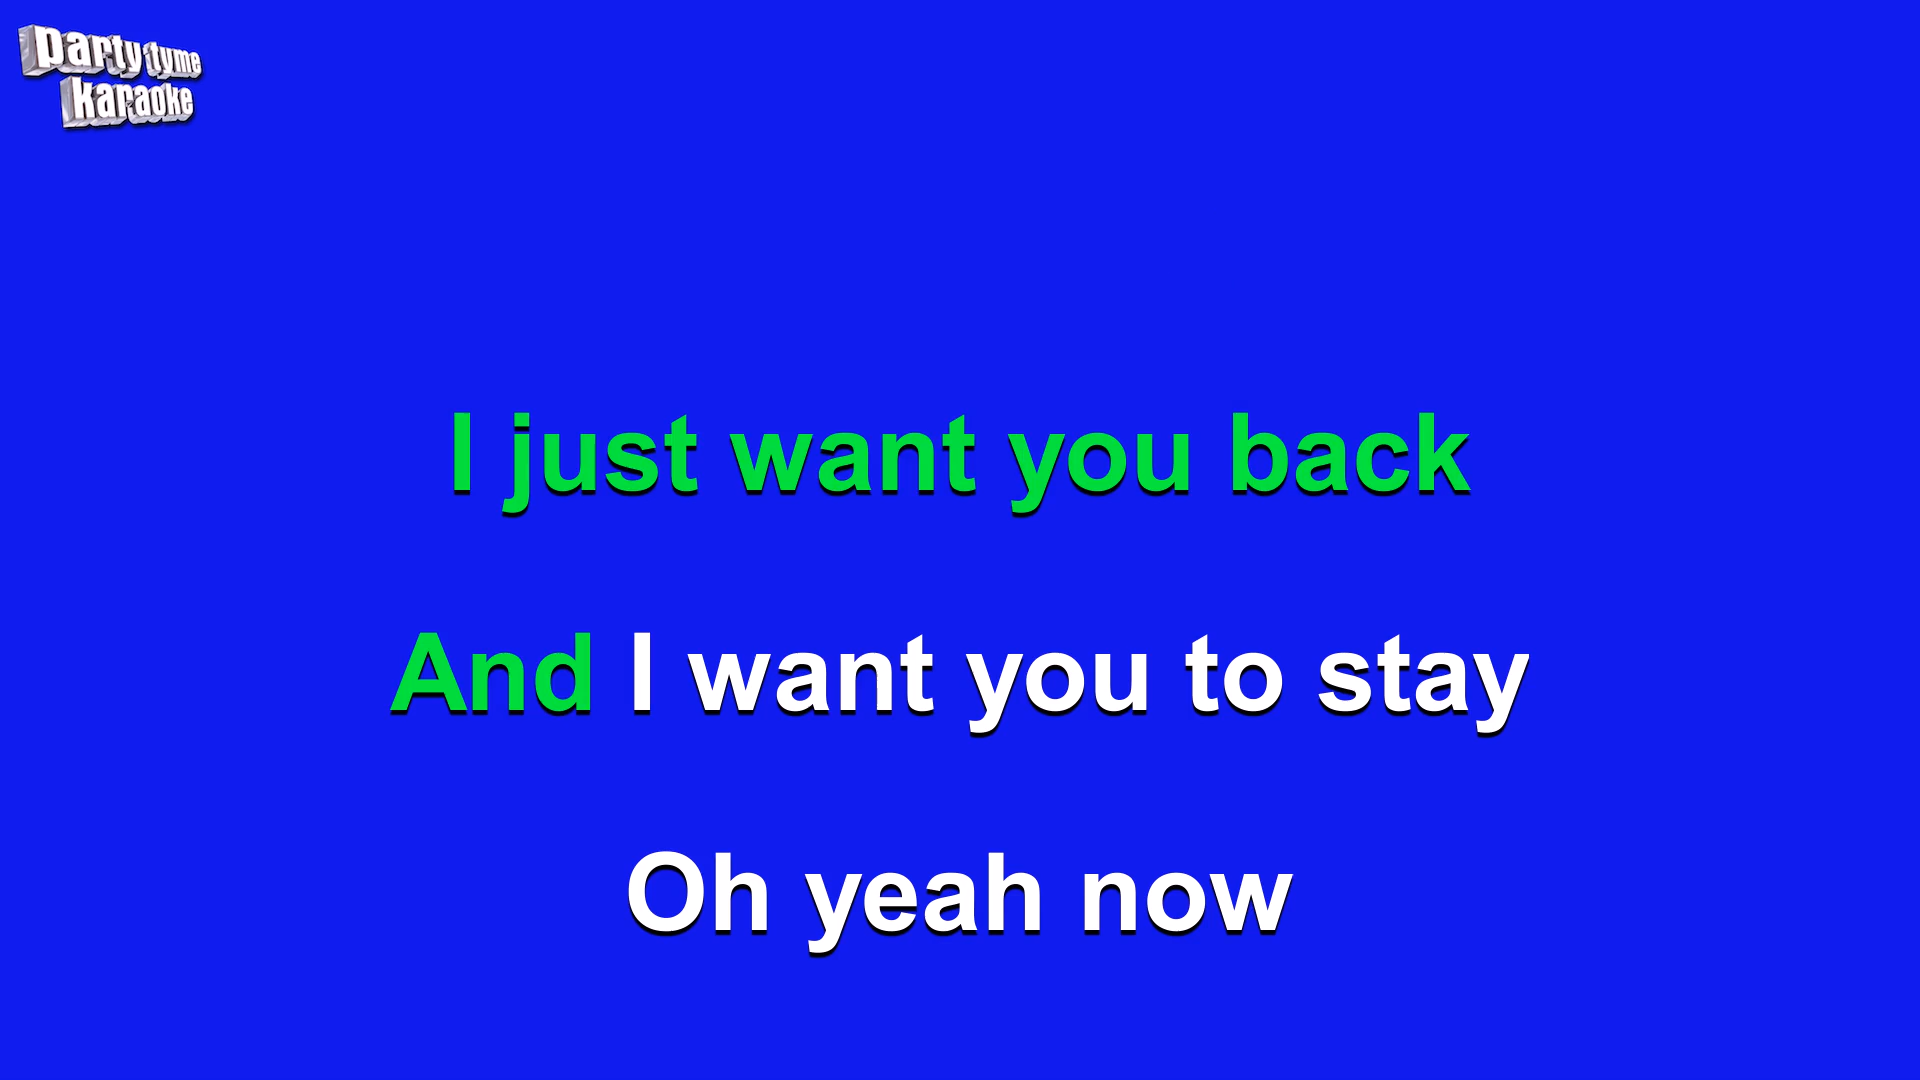 party tyme
karaoke
I just want you back
And I want you to stay
Oh yeah now